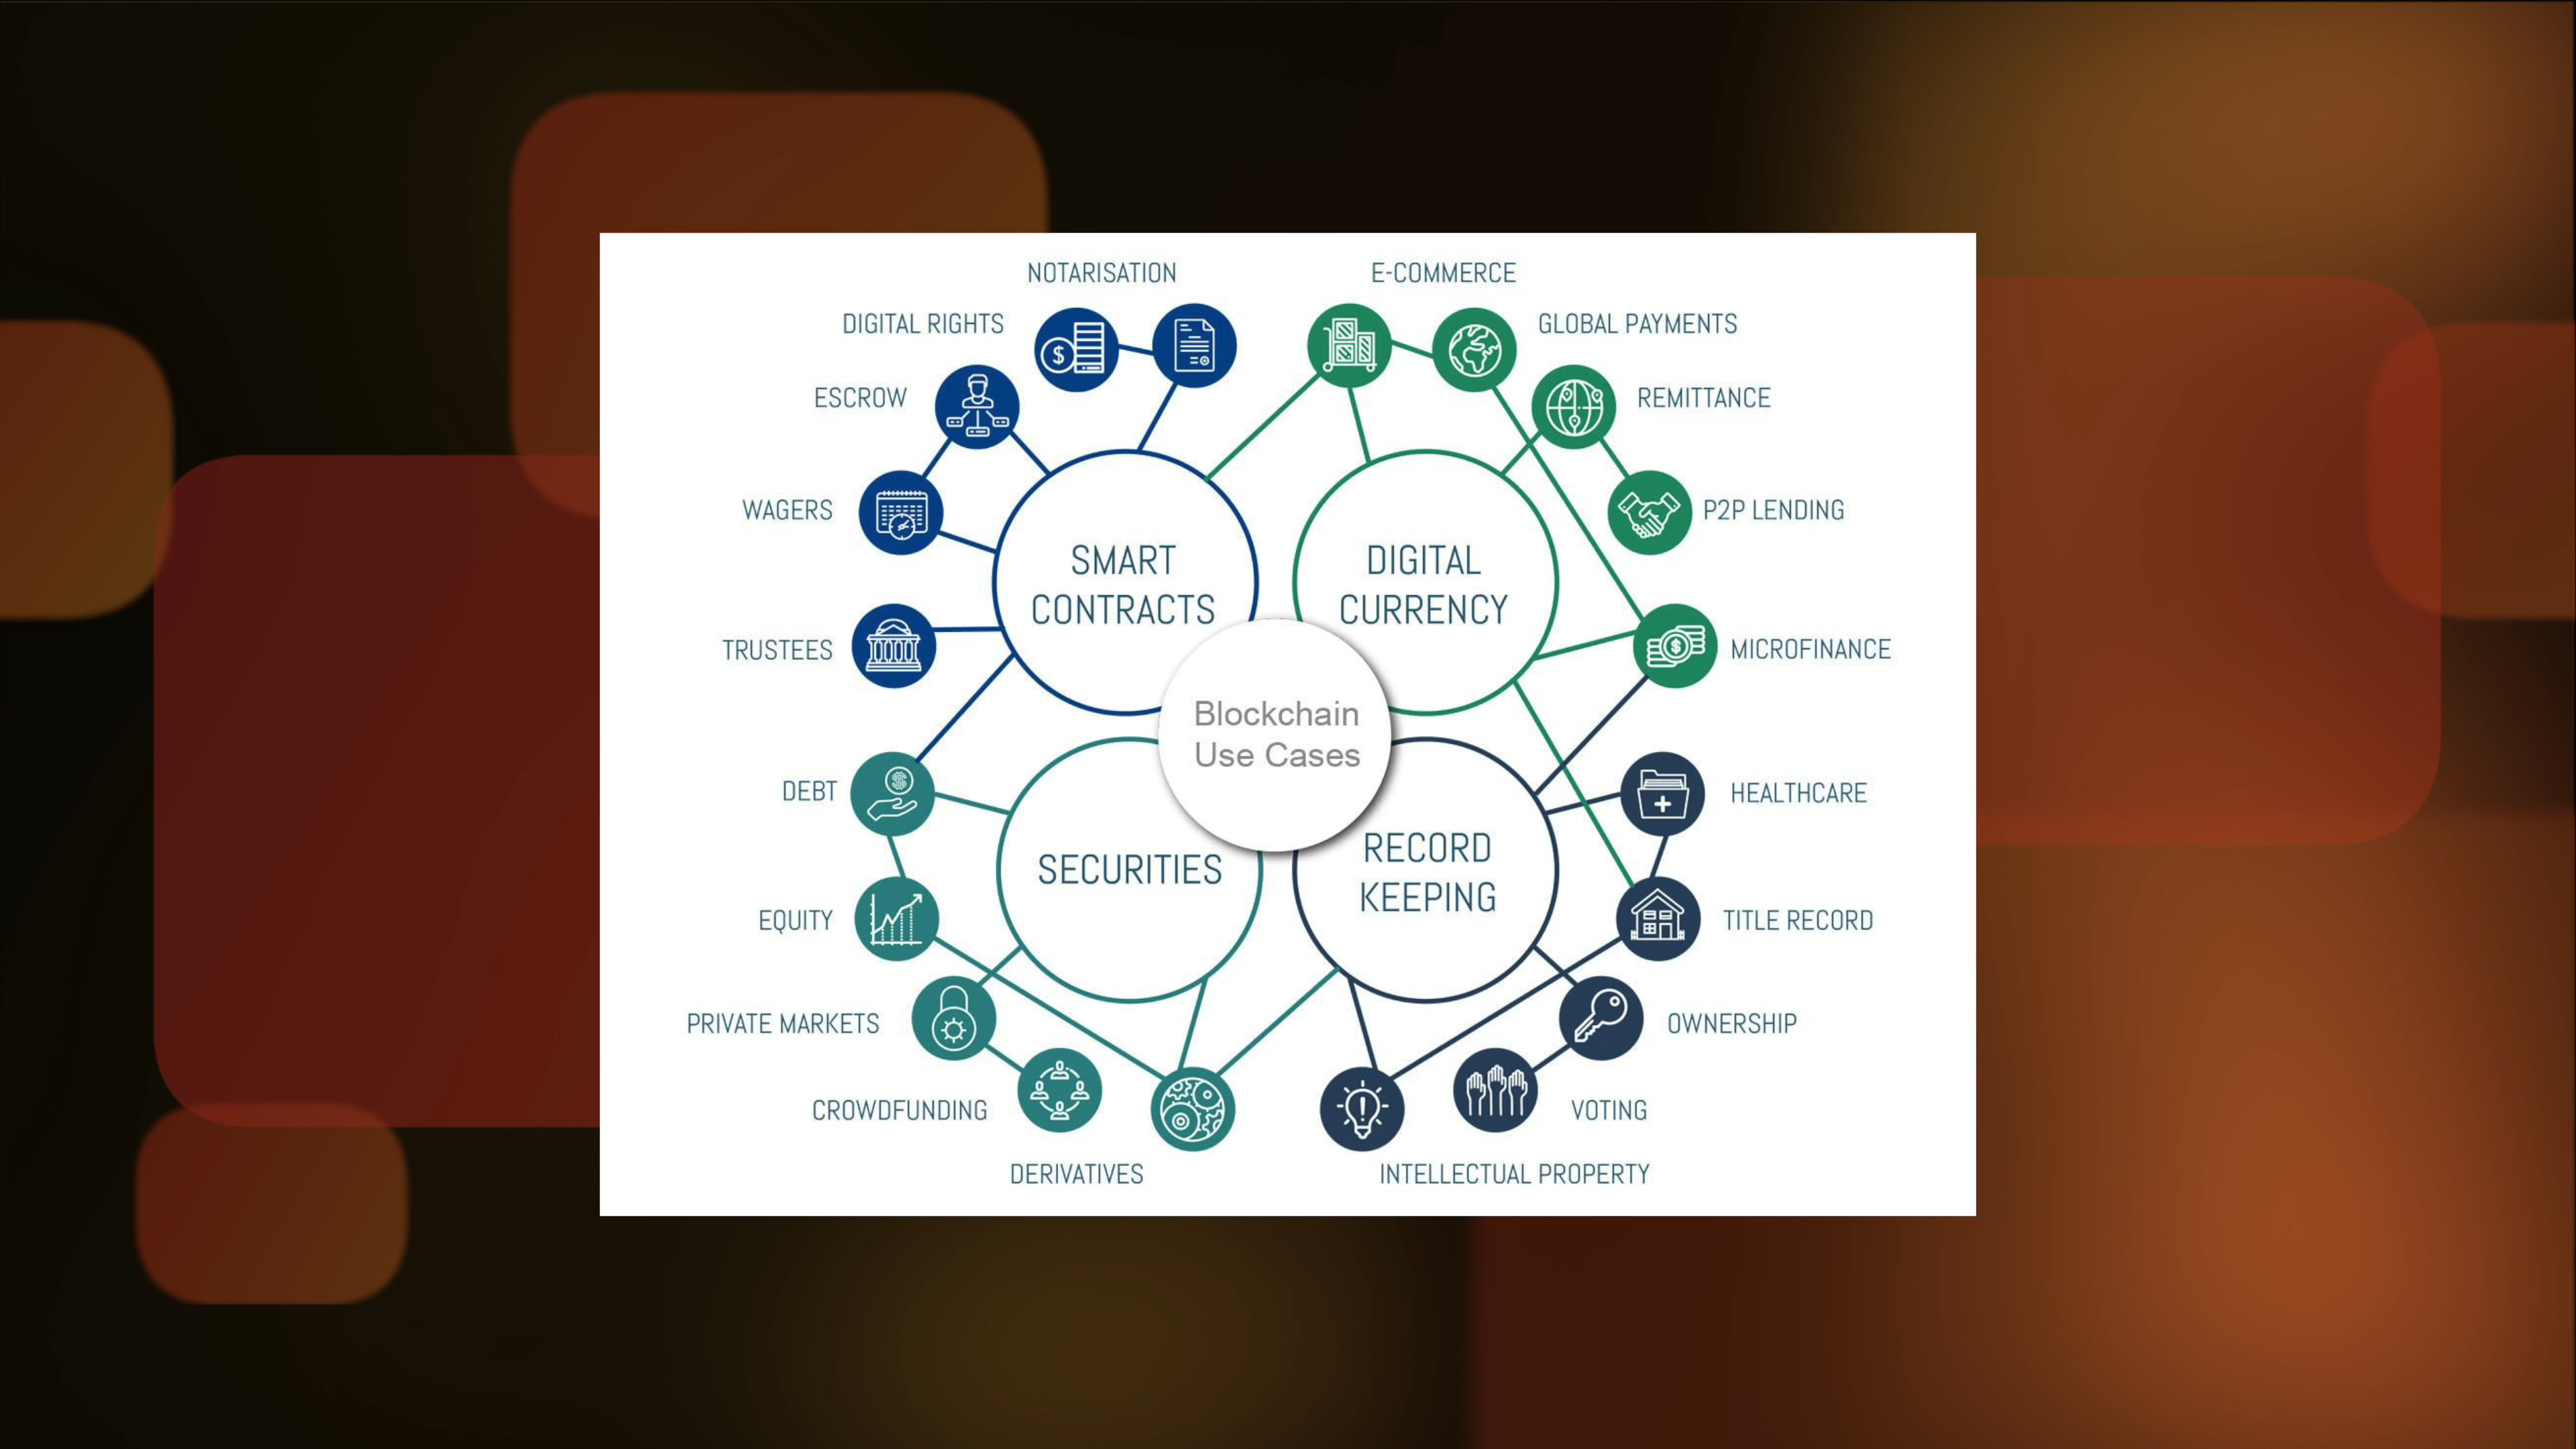 NOTARISATION
E-COMMERCE
DIGITAL RIGHTS
GLOBAL PAYMENTS
ESCROW
REMITTANCE
WAGERS
P2P LENDING
SMART
CONTRACTS
DIGITAL
CURRENCY
TRUSTEES
MICROFINANCE
Blockchain
Use Cases
DEBT
HEALTHCARE
SECURITIES
RECORD
KEEPING
EQUITY
TITLE RECORD
PRIVATE MARKETS
OWNERSHIP
CROWDFUNDING
VOTING
DERIVATIVES
INTELLECTUAL PROPERTY